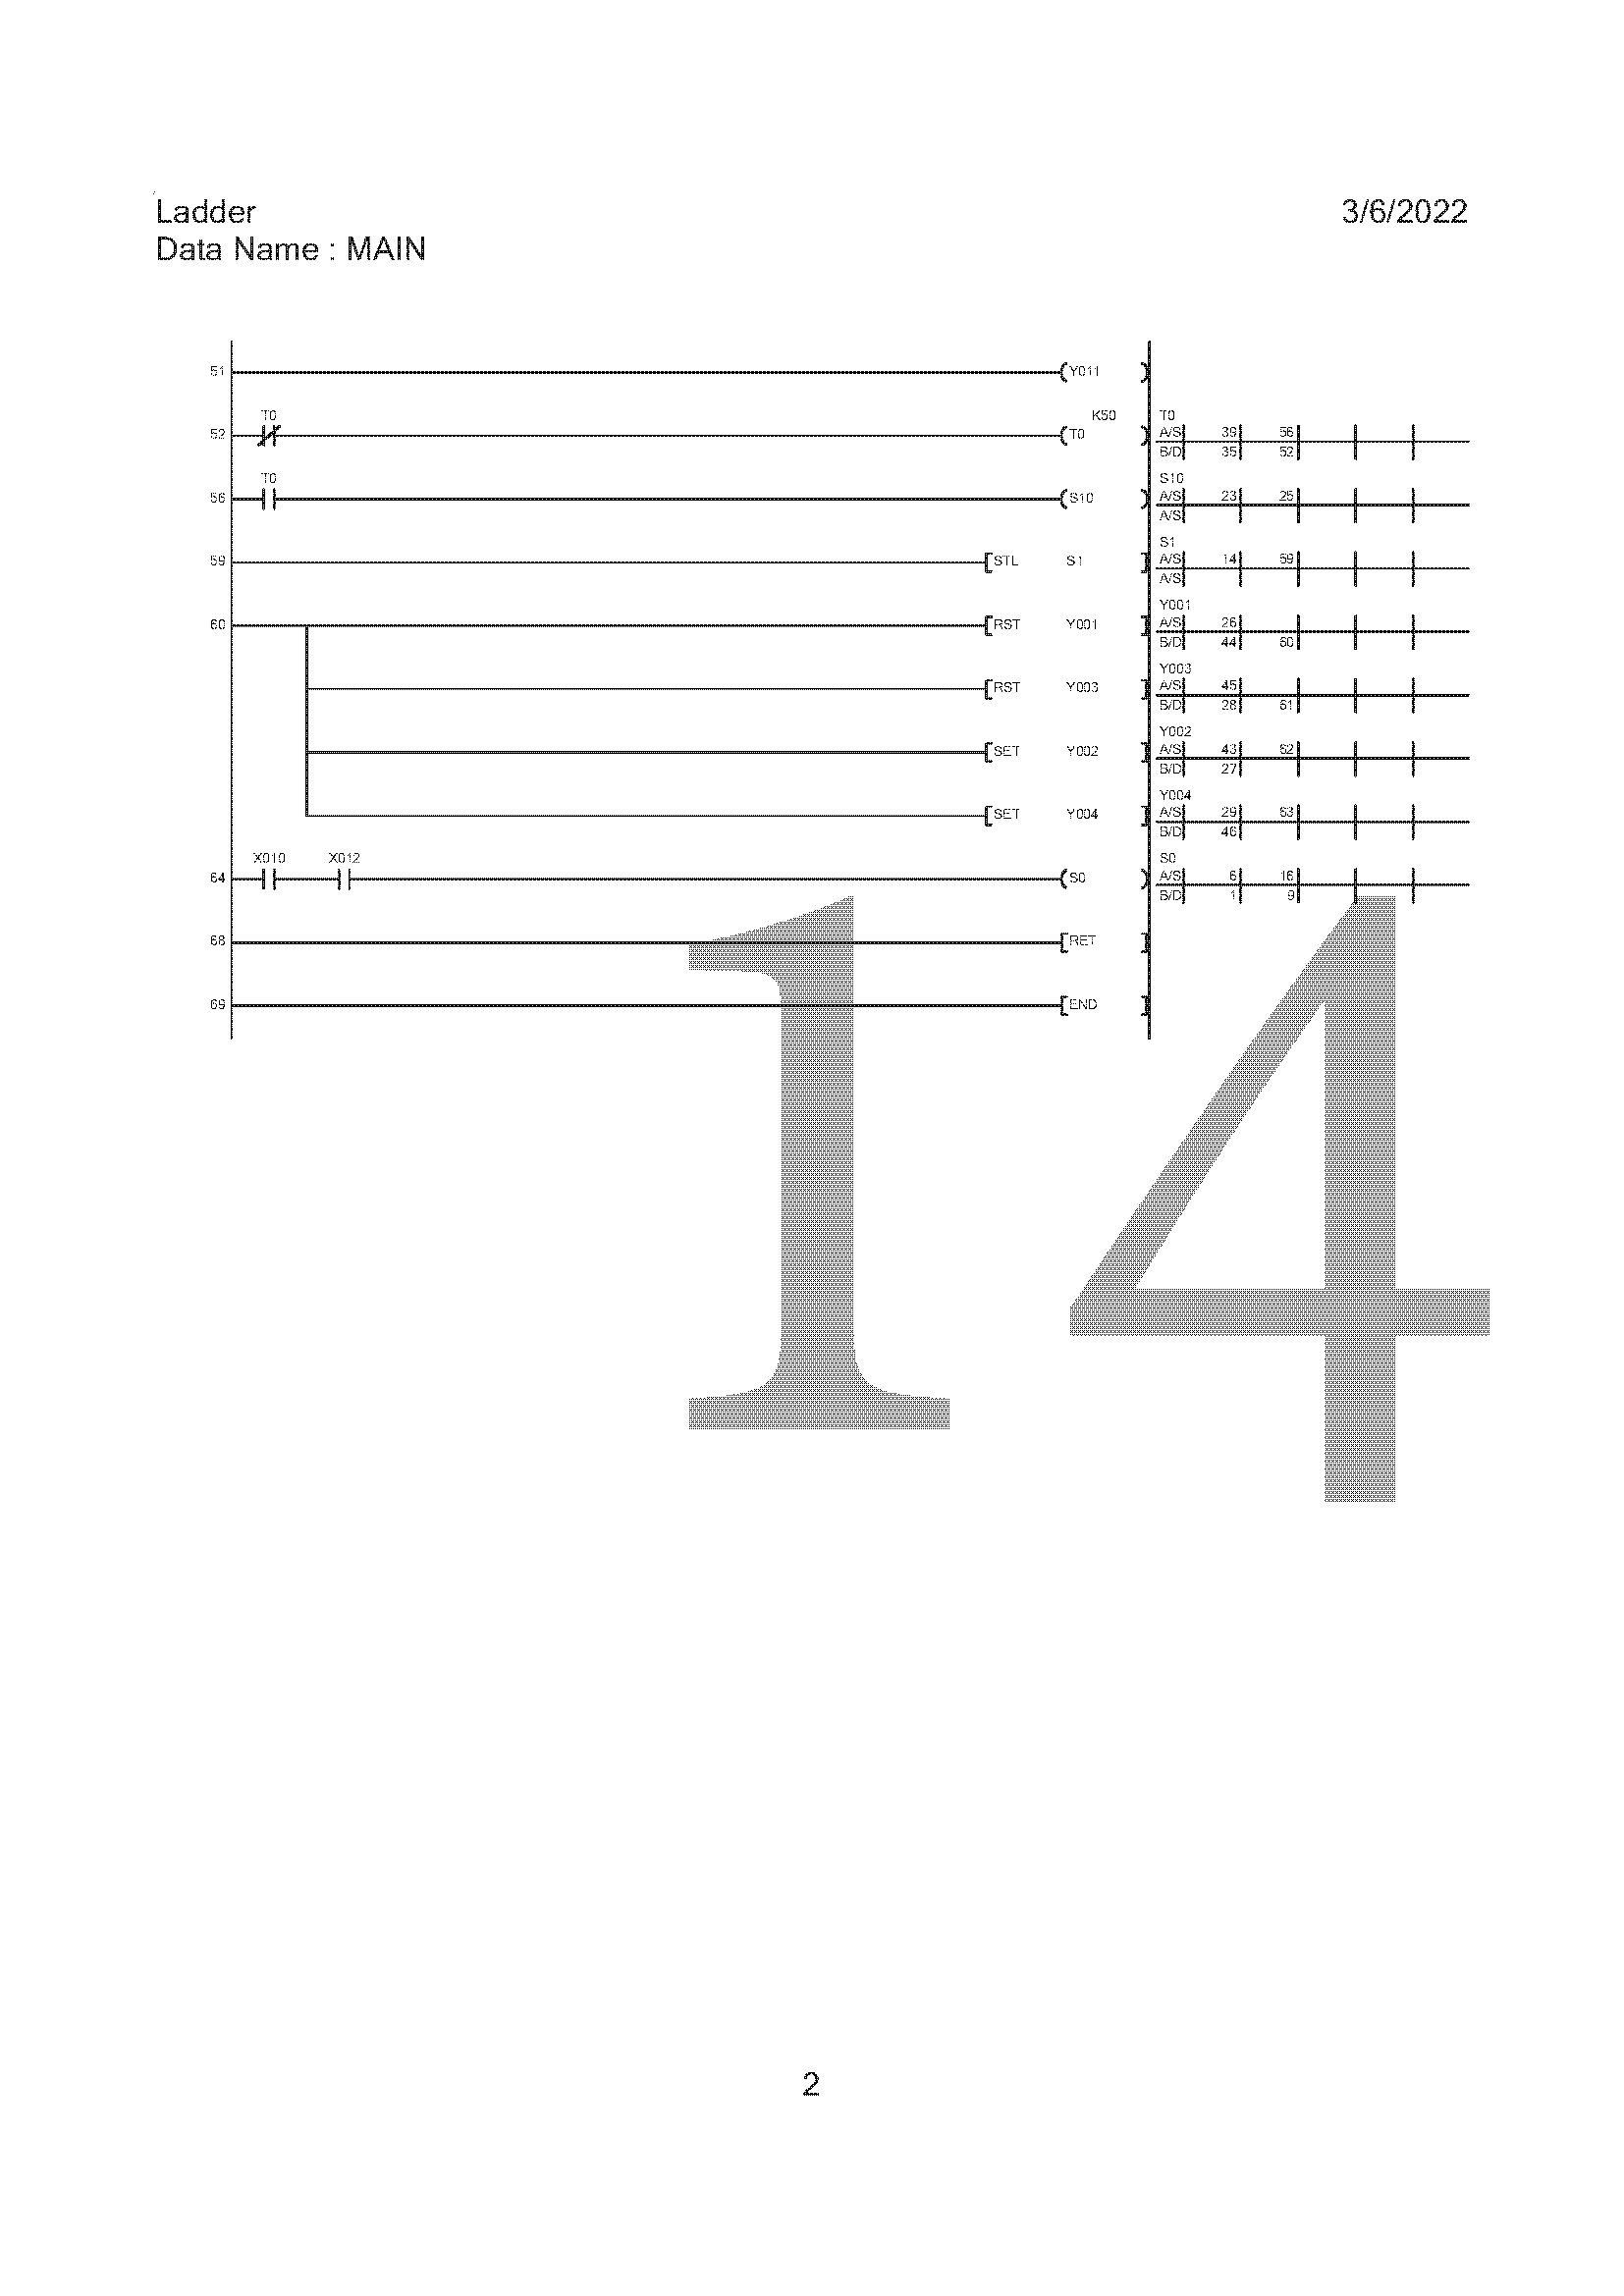 Ladder 3/6/2022
Data Name : MAIN
51 Y011
T0 K50 T0
52 T0 A/S 39 56
B/D 35 52
T0 S10
56 S10 A/S 23 25
A/S
S1
59 STL S1 A/S 14 59
A/S
Y001
60 RST Y001 A/S 26
B/D 44 60
Y003
RST Y003 A/S 45
B/D 28 61
Y002
SET Y002 A/S 43 62
B/D 27
Y004
SET Y004 A/S 29 63
B/D 46
X010 X012 S0
64 S0 A/S 6 16
B/D 1 9
68 RET
69 END
14
2